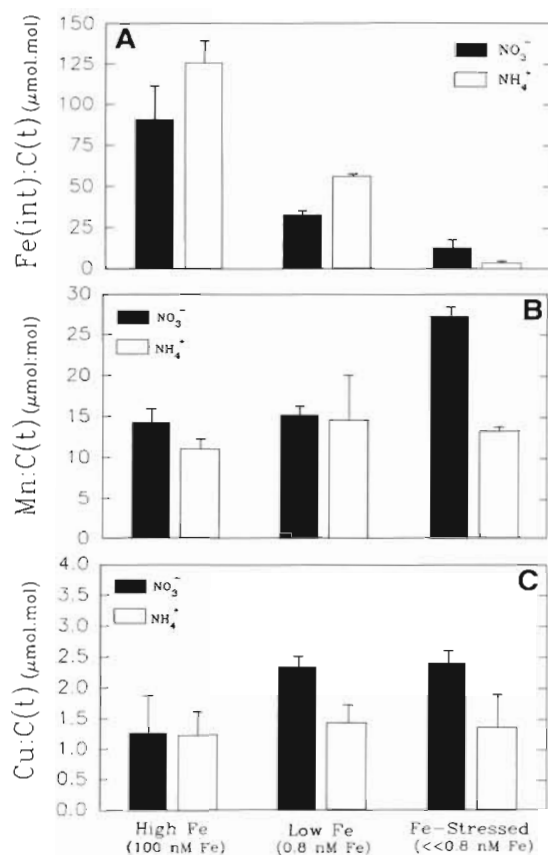 A
Fe(int):C(t) (μmol.mol)
150
125
100
75
50
25
0
NO₃⁻
NH₄⁺
B
Mn:C(t) (μmol:mol)
30
25
20
15
10
5
0
NO₃⁻
NH₄⁺
C
Cu:C(t) (μmol.mol)
4.0
3.5
3.0
2.5
2.0
1.5
1.0
0.5
0.0
NO₃⁻
NH₄⁺
High Fe Low Fe Fe-Stressed
(100 nM Fe) (0.8 nM Fe) (<<0.8 nM Fe)